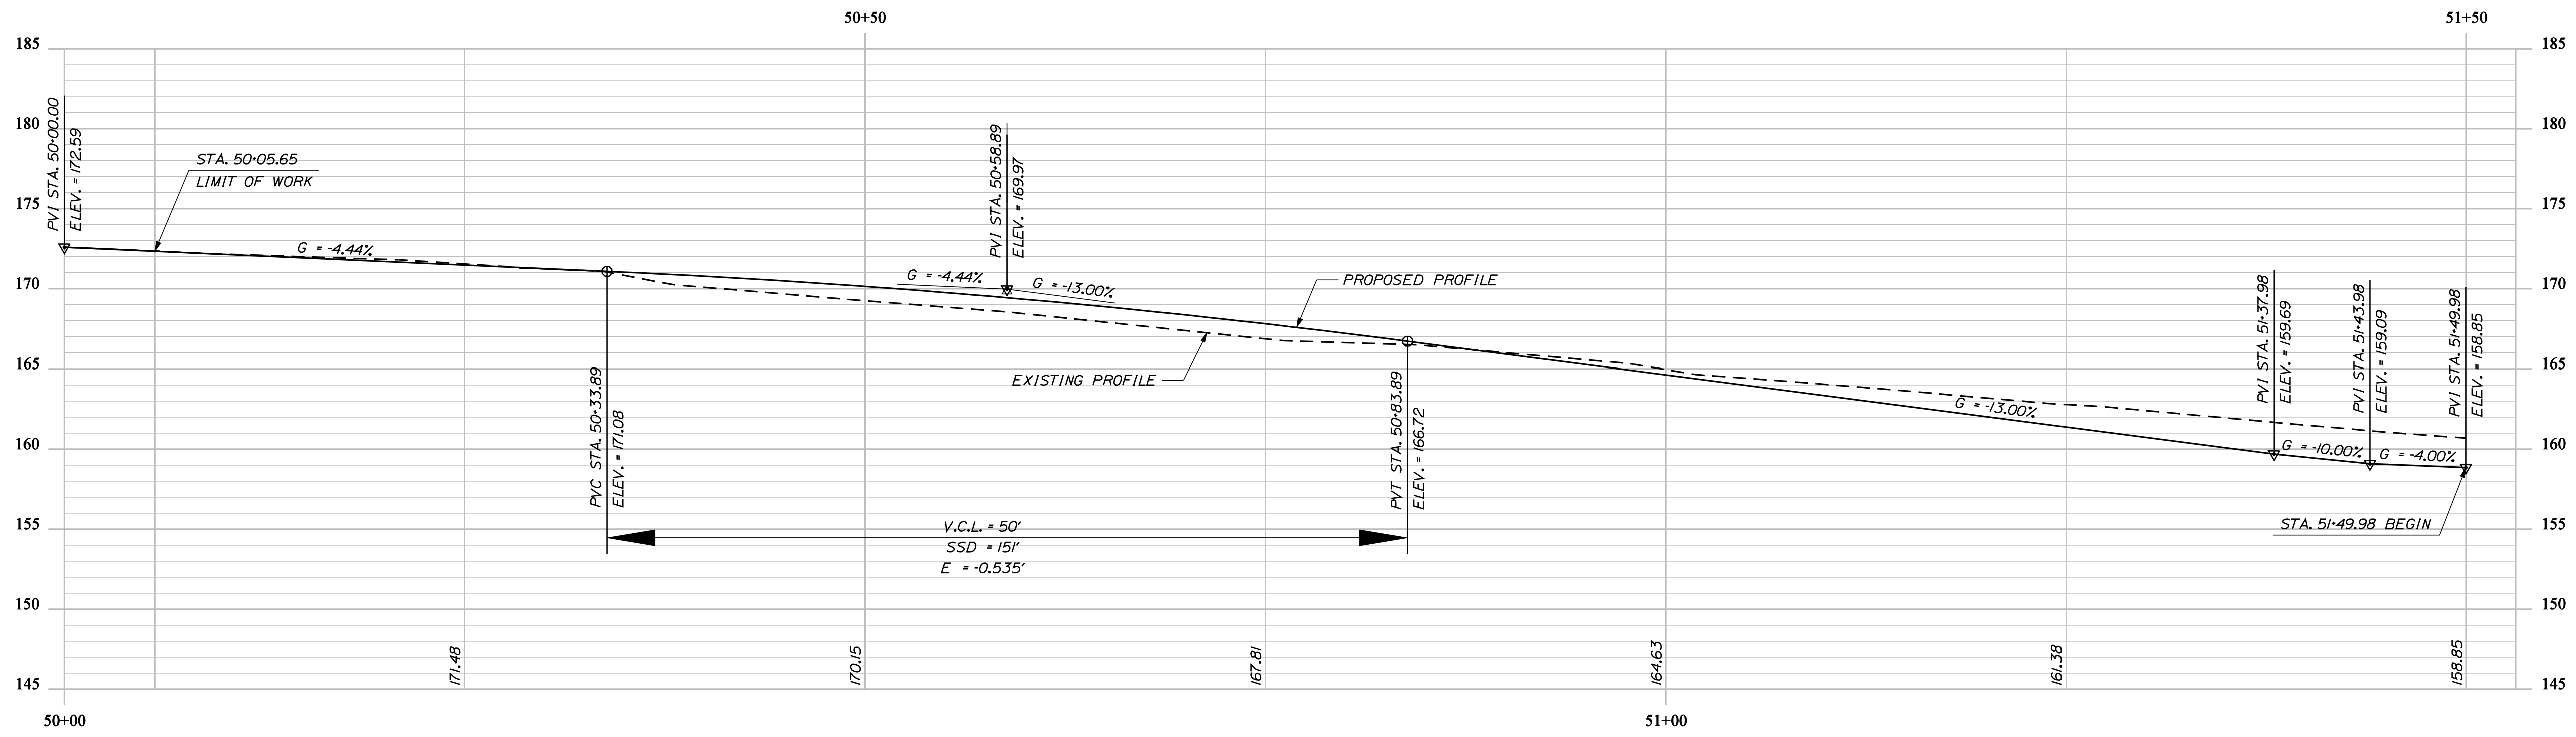 50+50
51+50
185
185
180
180
175
175
170
170
165
165
160
160
155
155
150
150
145
145
PVI STA. 50+00.00
ELEV. = 172.59
STA. 50+05.65
LIMIT OF WORK
G = -4.44%
PVC STA. 50+33.89
ELEV. = 171.08
G = -4.44%
PVI STA. 50+58.89
ELEV. = 169.97
G = -13.00%
PROPOSED PROFILE
EXISTING PROFILE
PVT STA. 50+83.89
ELEV. = 166.72
V.C.L. = 50'
SSD = 151'
E = -0.535'
G = -13.00%
PVI STA. 51+37.98
ELEV. = 159.69
G = -10.00%
PVI STA. 51+43.98
ELEV. = 159.09
G = -4.00%
PVI STA. 51+49.98
ELEV. = 158.85
STA. 51+49.98 BEGIN
171.48
170.15
167.81
164.63
161.38
158.85
50+00
51+00